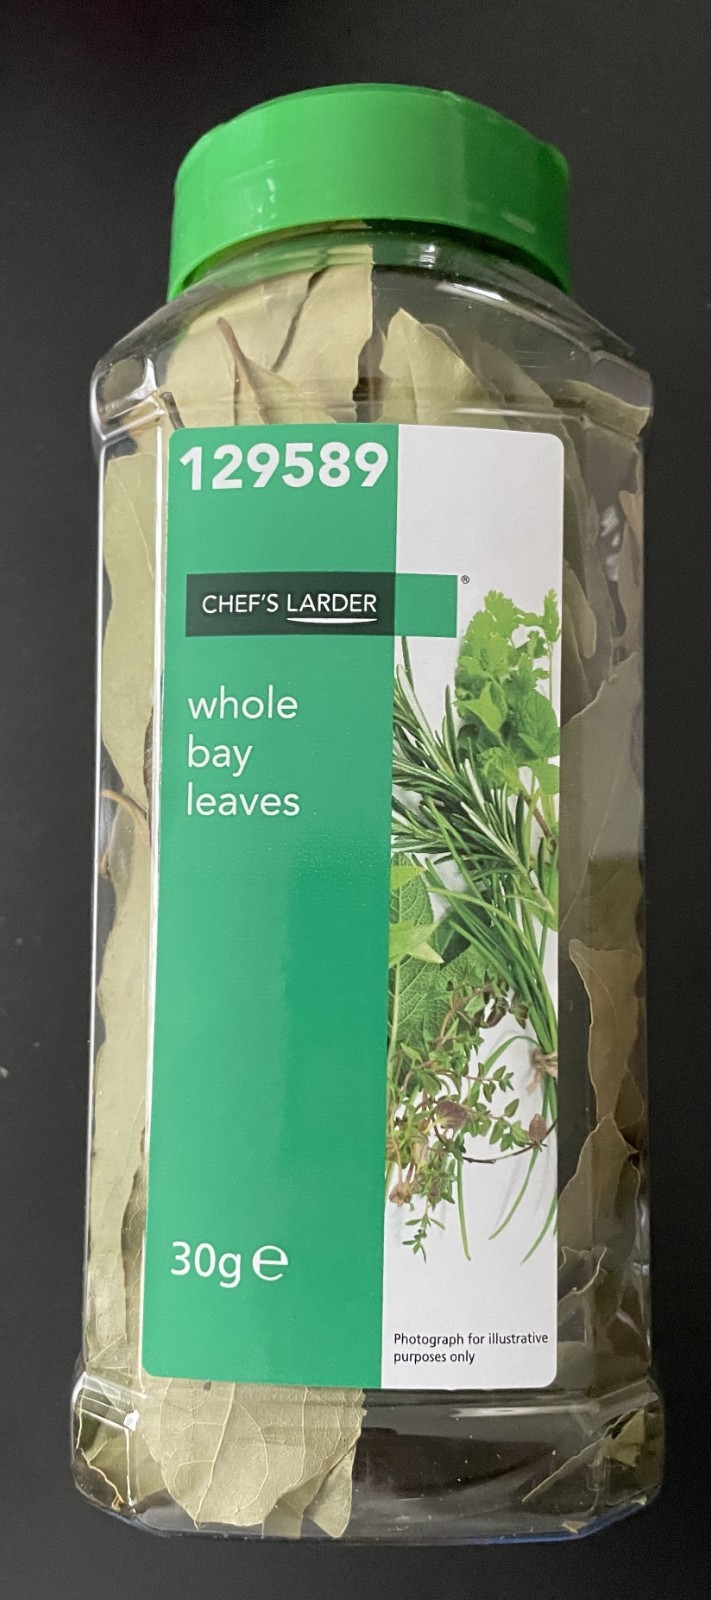 129589
CHEF'S LARDER®
whole
bay
leaves
30g ℮
Photograph for illustrative
purposes only